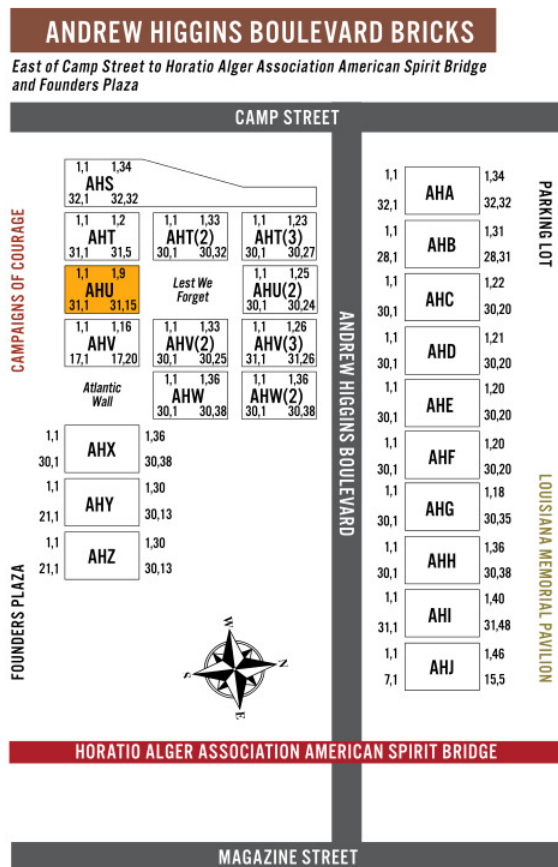 ANDREW HIGGINS BOULEVARD BRICKS
East of Camp Street to Horatio Alger Association American Spirit Bridge
and Founders Plaza
CAMP STREET
1,1 1,34
AHS
32,1 32,32
1,1 1,2
AHT
31,1 31,5
1,1 1,33
AHT(2)
30,1 30,32
1,1 1,23
AHT(3)
30,1 30,27
1,1 1,9
AHU
31,1 31,15
Lest We
Forget
1,1 1,25
AHU(2)
30,1 30,24
1,1 1,16
AHV
17,1 17,20
1,1 1,33
AHV(2)
30,1 30,25
1,1 1,26
AHV(3)
31,1 31,26
Atlantic
Wall
1,1 1,36
AHW
30,1 30,38
1,1 1,36
AHW(2)
30,1 30,38
1,1 1,36
AHX
30,1 30,38
1,1 1,30
AHY
21,1 30,13
1,1 1,30
AHZ
21,1 30,13
CAMPAIGNS OF COURAGE
FOUNDERS PLAZA
ANDREW HIGGINS BOULEVARD
1,1 1,34
AHA
32,1 32,32
1,1 1,31
AHB
28,1 28,31
1,1 1,22
AHC
30,1 30,20
1,1 1,21
AHD
30,1 30,20
1,1 1,20
AHE
30,1 30,20
1,1 1,20
AHF
30,1 30,20
1,1 1,18
AHG
30,1 30,35
1,1 1,36
AHH
30,1 30,38
1,1 1,40
AHI
31,1 31,48
1,1 1,46
AHJ
7,1 15,5
PARKING LOT
LOUISIANA MEMORIAL PAVILION
W
N
S
E
HORATIO ALGER ASSOCIATION AMERICAN SPIRIT BRIDGE
MAGAZINE STREET